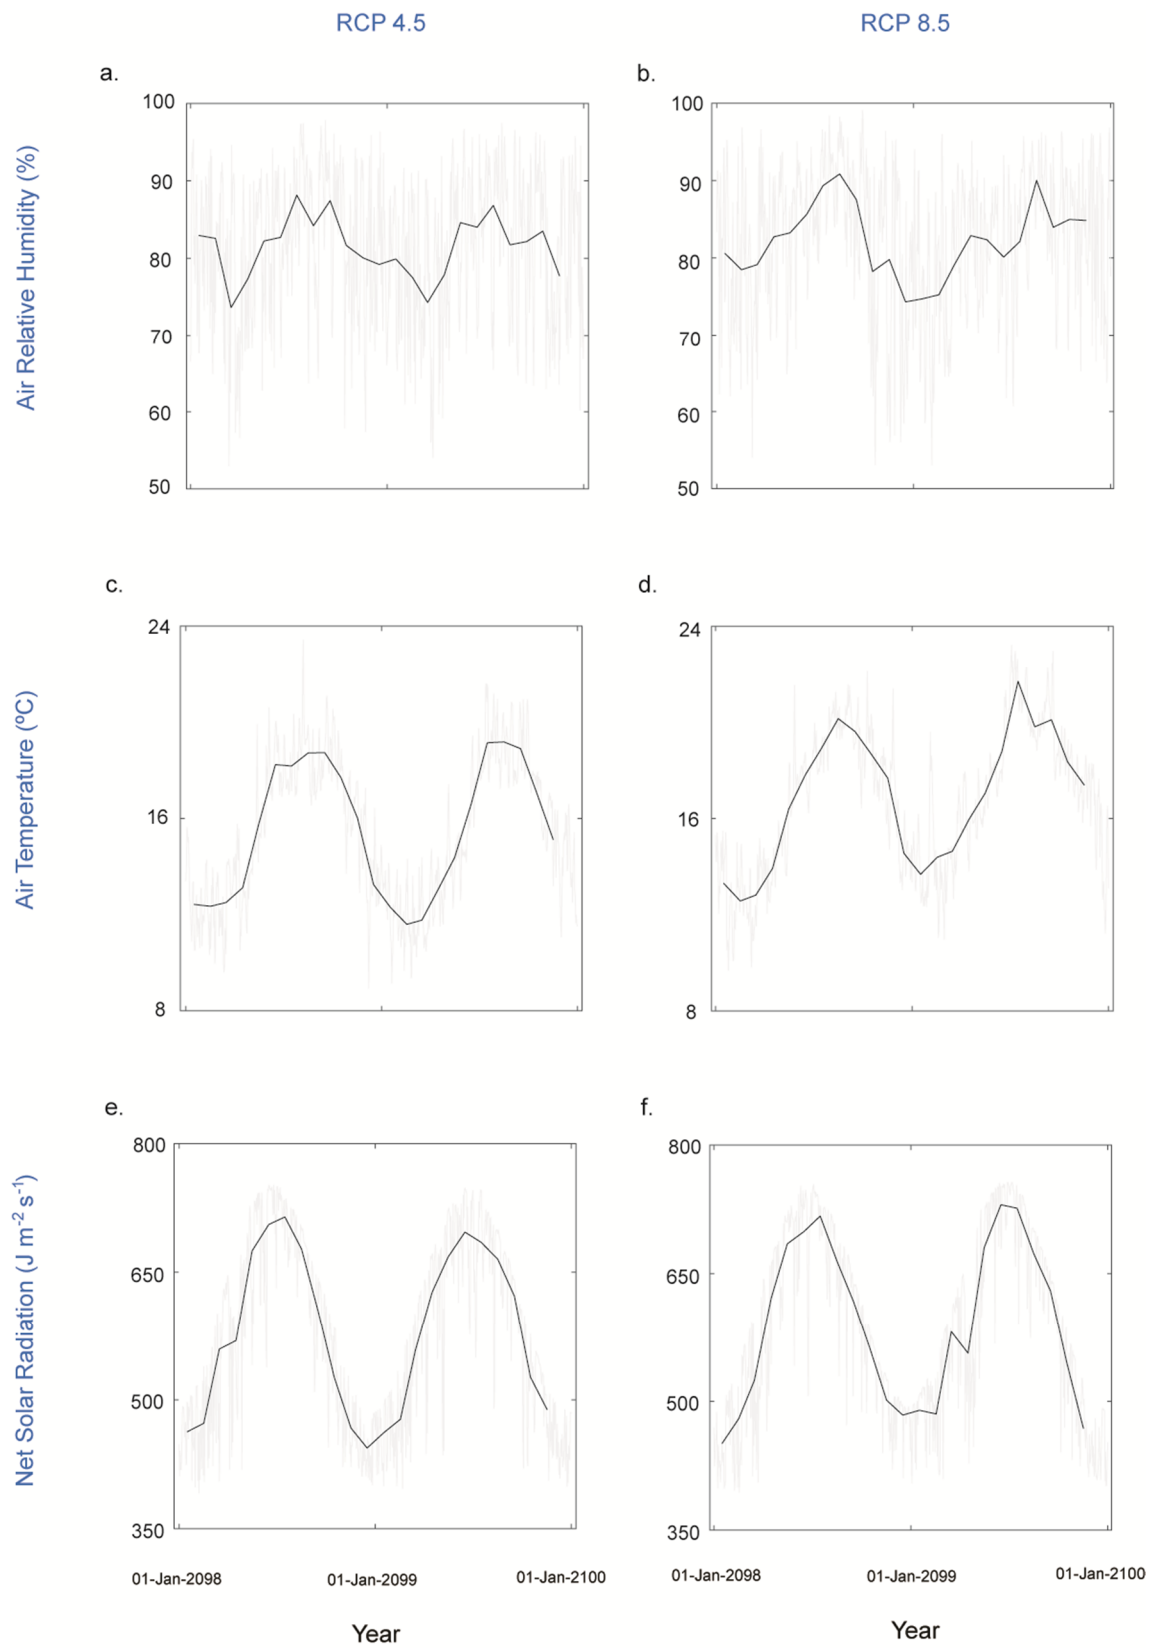 RCP 4.5
RCP 8.5
a.
b.
Air Relative Humidity (%)
100
90
80
70
60
50
100
90
80
70
60
50
c.
d.
Air Temperature (ºC)
24
16
8
24
16
8
e.
f.
Net Solar Radiation (J m⁻² s⁻¹)
800
650
500
350
800
650
500
350
01-Jan-2098
01-Jan-2099
01-Jan-2100
01-Jan-2098
01-Jan-2099
01-Jan-2100
Year
Year